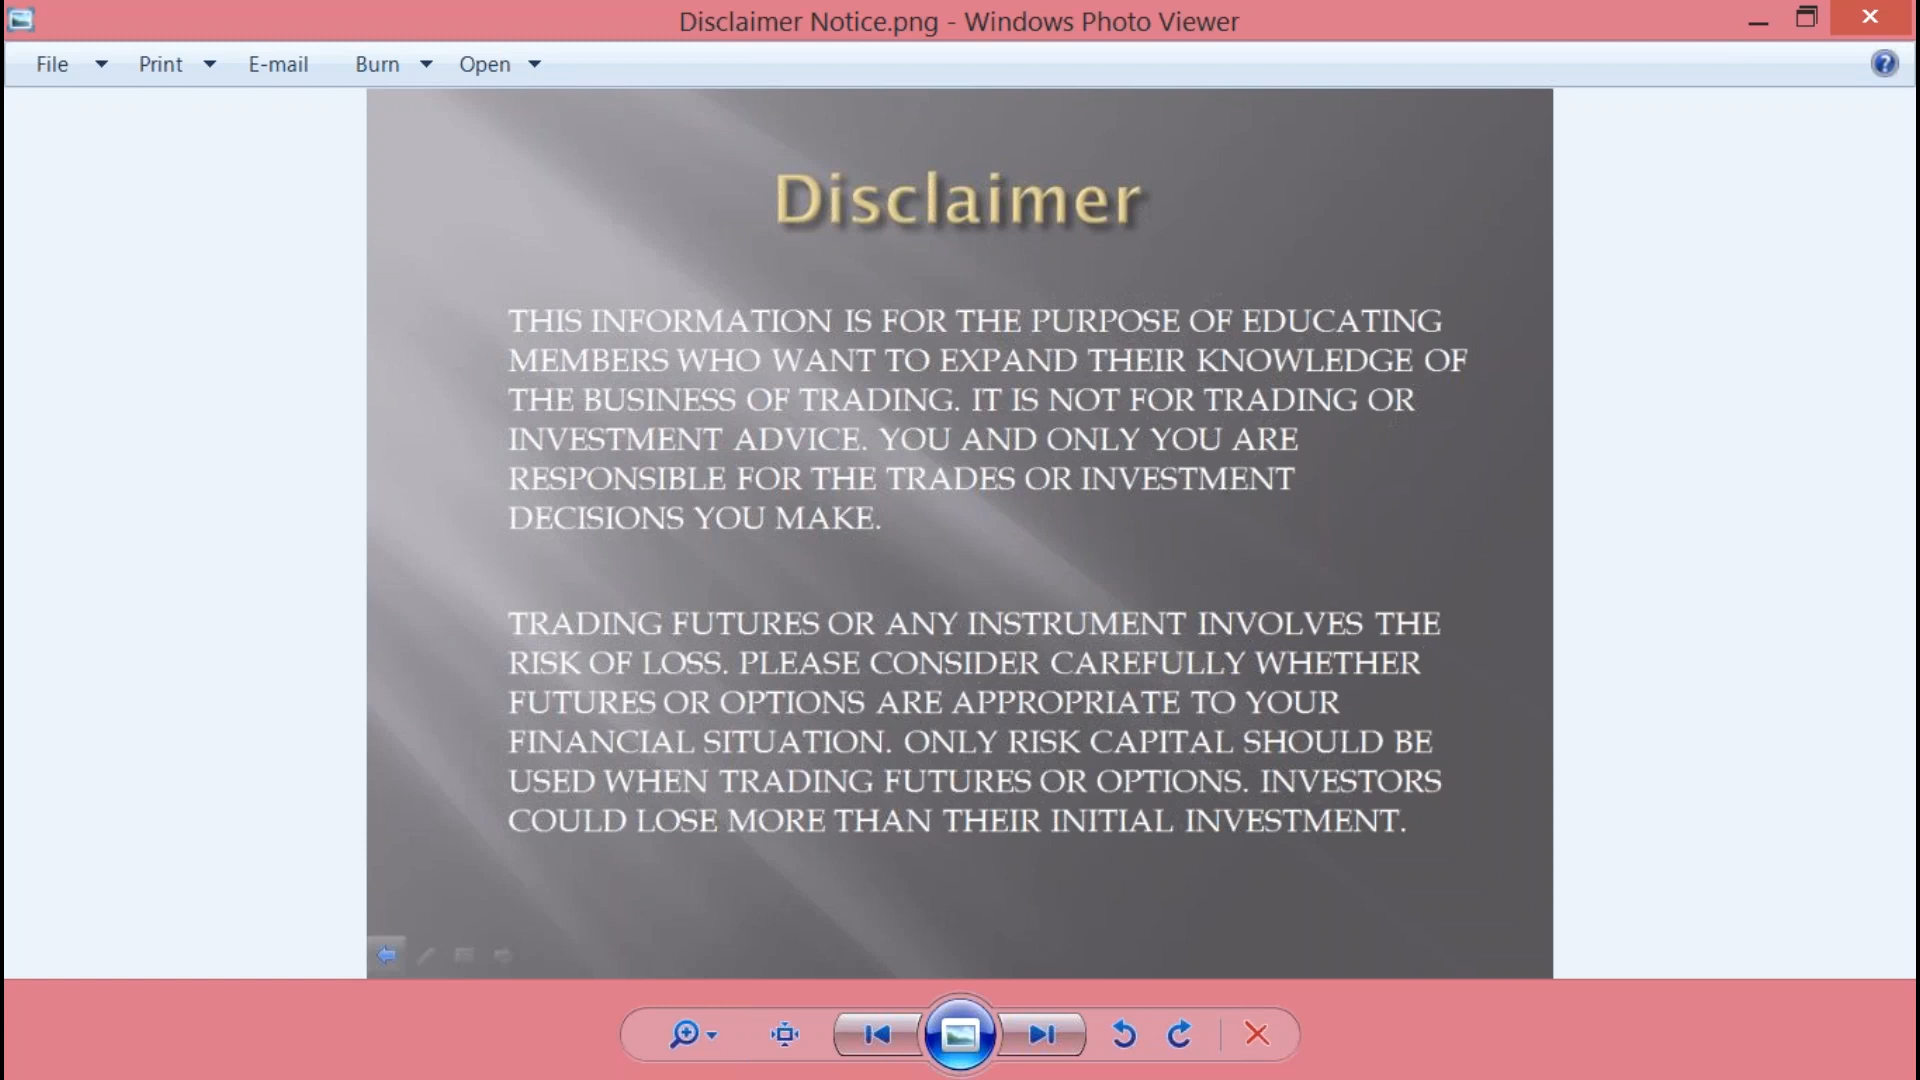 Disclaimer Notice.png - Windows Photo Viewer
File Print E-mail Burn Open
Disclaimer
THIS INFORMATION IS FOR THE PURPOSE OF EDUCATING
MEMBERS WHO WANT TO EXPAND THEIR KNOWLEDGE OF
THE BUSINESS OF TRADING. IT IS NOT FOR TRADING OR
INVESTMENT ADVICE. YOU AND ONLY YOU ARE
RESPONSIBLE FOR THE TRADES OR INVESTMENT
DECISIONS YOU MAKE.
TRADING FUTURES OR ANY INSTRUMENT INVOLVES THE
RISK OF LOSS. PLEASE CONSIDER CAREFULLY WHETHER
FUTURES OR OPTIONS ARE APPROPRIATE TO YOUR
FINANCIAL SITUATION. ONLY RISK CAPITAL SHOULD BE
USED WHEN TRADING FUTURES OR OPTIONS. INVESTORS
COULD LOSE MORE THAN THEIR INITIAL INVESTMENT.